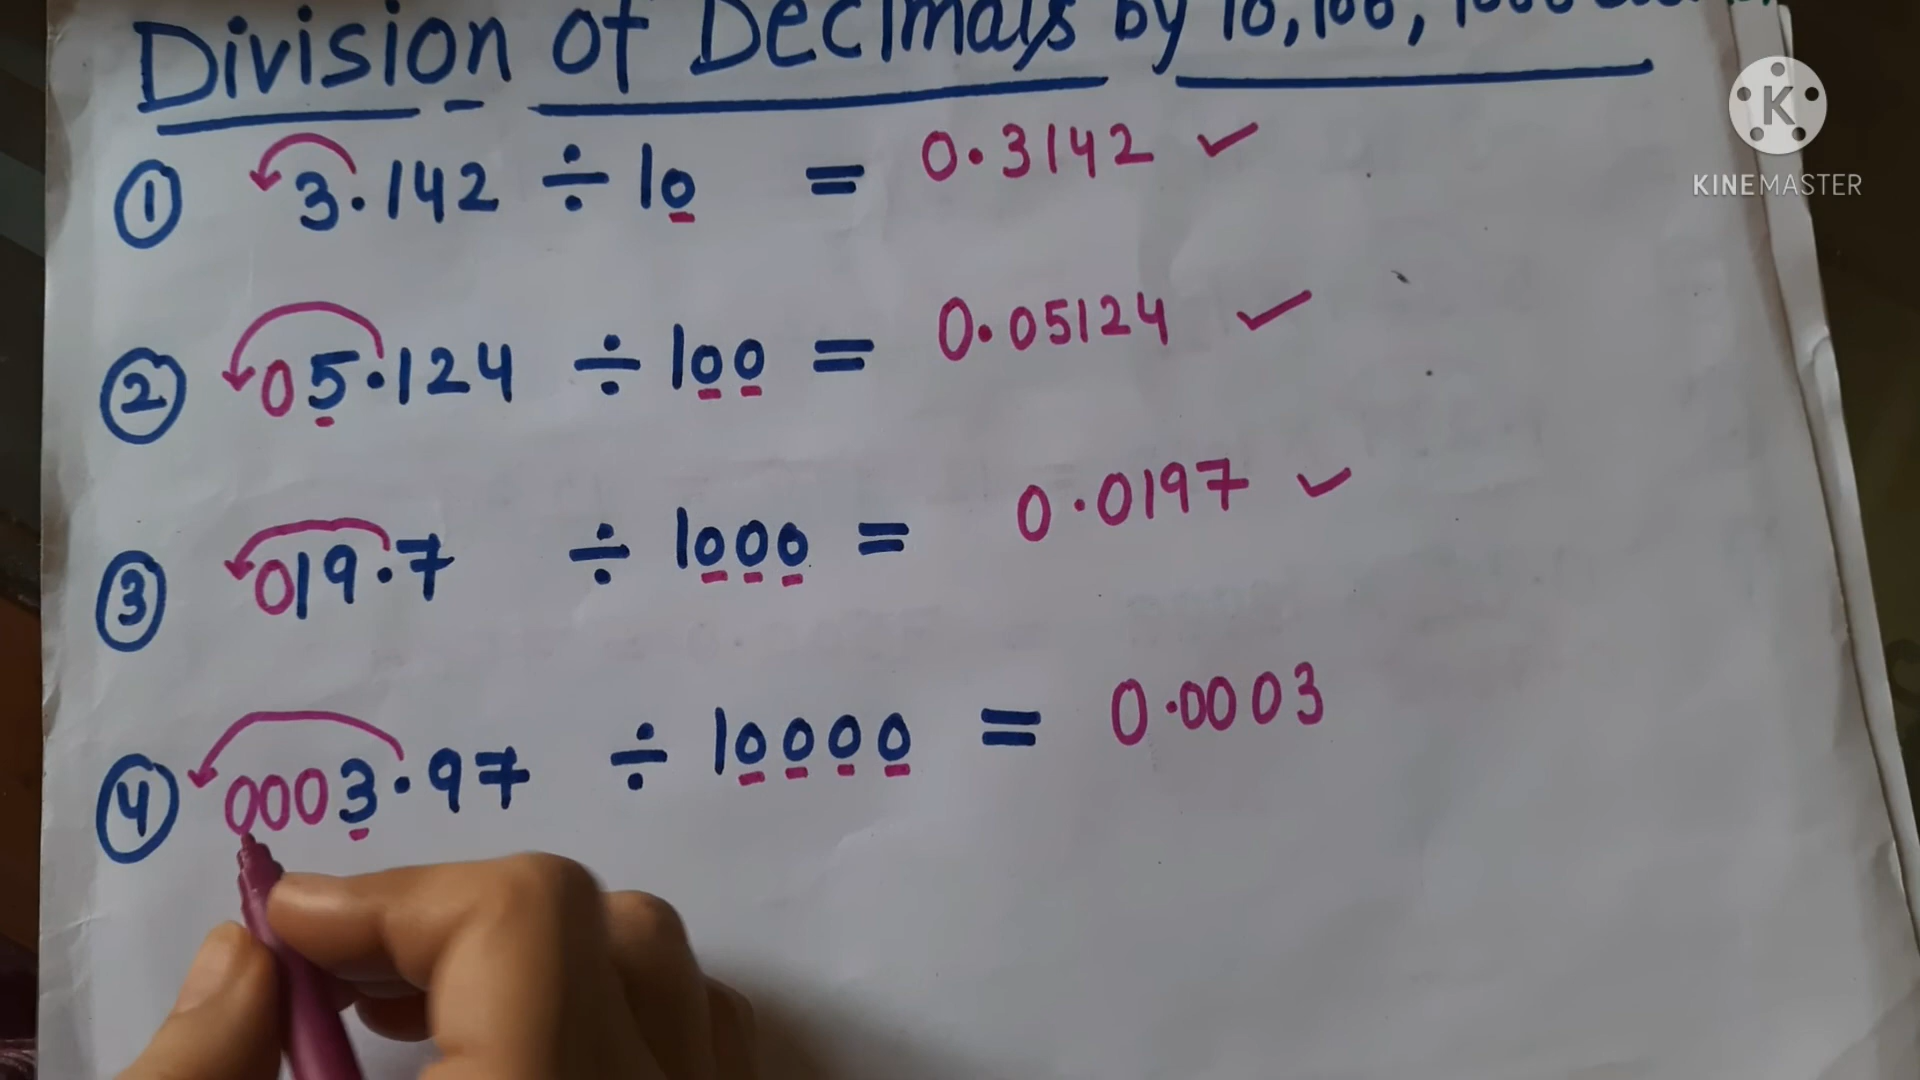 Division of Decimals by 10, 100, 1000
KINEMASTER
① 3.142 ÷ 10 = 0.3142 ✓
② 05.124 ÷ 100 = 0.05124 ✓
③ 019.7 ÷ 1000 = 0.0197 ✓
④ 0003.97 ÷ 10000 = 0.0003